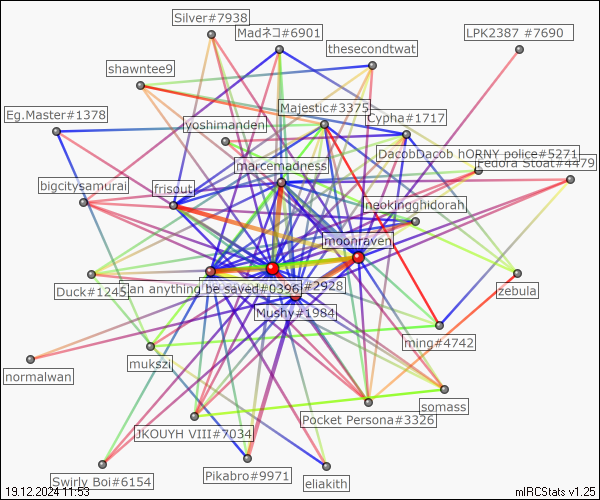 Silver#7938
Madネコ#6901
LPK2387 #7690
thesecondtwat
shawntee9
Majestic#3375
Eg.Master#1378
Cypha#1717
yoshimanden
DacobDacob hORNY police#5271
Fedora Stoat#4479
marcemadness
bigcitysamurai
frisout
neokingghidorah
moonraven
Duck#1245
an anything be sayed#0396
#2928
zebula
Mushy#1984
ming#4742
mukszi
normalwan
somass
Pocket Persona#3326
JKOUYH VIII#7034
Swirly Boi#6154
Pikabro#9971
eliakith
19.12.2024 11:53
mIRCStats v1.25